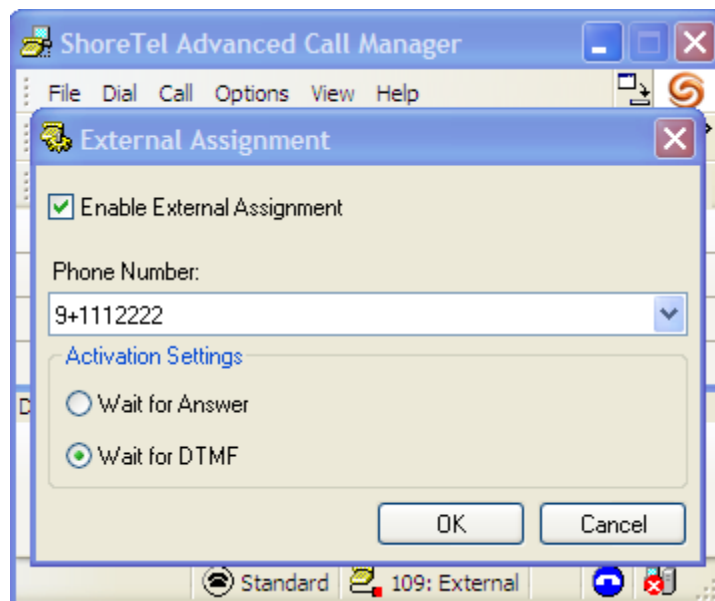 ShoreTel Advanced Call Manager
File Dial Call Options View Help
External Assignment
Enable External Assignment
Phone Number:
9+1112222
Activation Settings
Wait for Answer
Wait for DTMF
OK Cancel
Standard 109: External